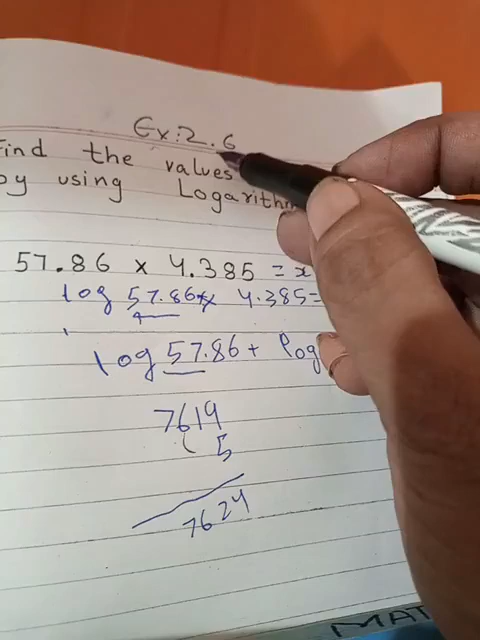 Ex:2.6
Find the values
by using Logarithm
57.86 x 4.385 = x
log 57.86 x 4.385 =
log 57.86 + log
7619
5
7624
MAT